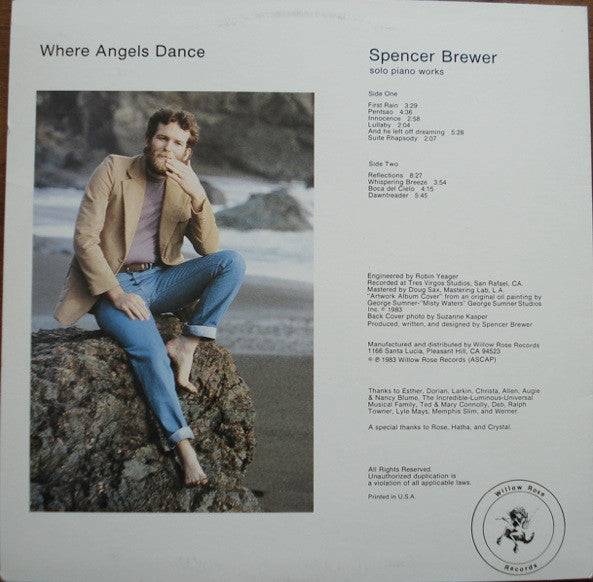 Where Angels Dance
Spencer Brewer
solo piano works
Side One
First Rain 3:29
Pentsao 4:36
Innocence 2:58
Lullaby 2:04
And he left off dreaming 5:28
Suite Rhapsody 2:07
Side Two
Reflections 8:27
Whispering Breeze 3:54
Boca del Cielo 4:15
Dawntreader 5:45
Engineered by Robin Yeager
Recorded at Tres Virgos Studios, San Rafael, CA.
Mastered by Doug Sax, Mastering Lab, L.A.
"Artwork Album Cover" from an original oil painting by
George Sumner-"Misty Waters" George Sumner Studios
Inc. © 1983
Back Cover photo by Suzanne Kasper
Produced, written, and designed by Spencer Brewer
Manufactured and distributed by Willow Rose Records
1166 Santa Lucia, Pleasant Hill, CA 94523
© ℗ 1983 Willow Rose Records (ASCAP)
Thanks to Esther, Dorian, Larkin, Christa, Allen, Augie
& Nancy Blume, The Incredible-Luminous-Universal
Musical Family, Ted & Mary Connolly, Deb, Ralph
Towner, Lyle Mays, Memphis Slim, and Werner.
A special thanks to Rose, Hatha, and Crystal.
All Rights Reserved.
Unauthorized duplication is
a violation of all applicable laws.
Printed in U.S.A.
Willow Rose
Records